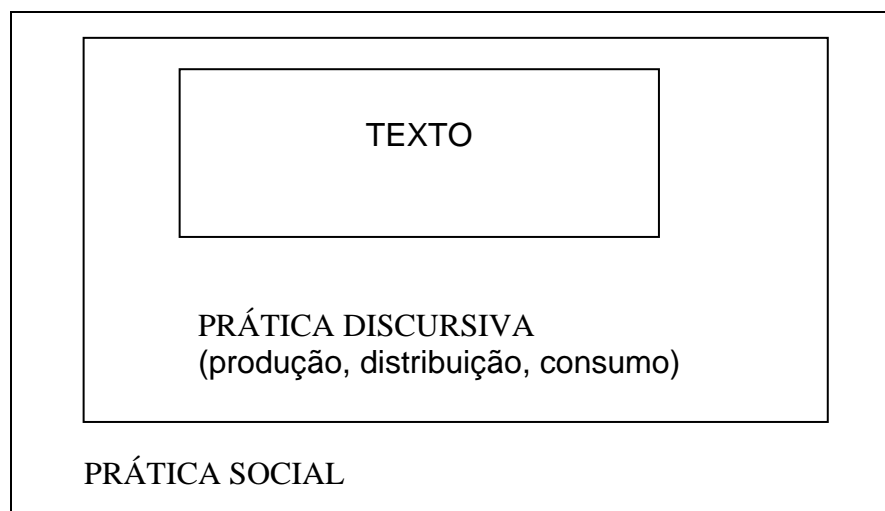 TEXTO
PRÁTICA DISCURSIVA
(produção, distribuição, consumo)
PRÁTICA SOCIAL